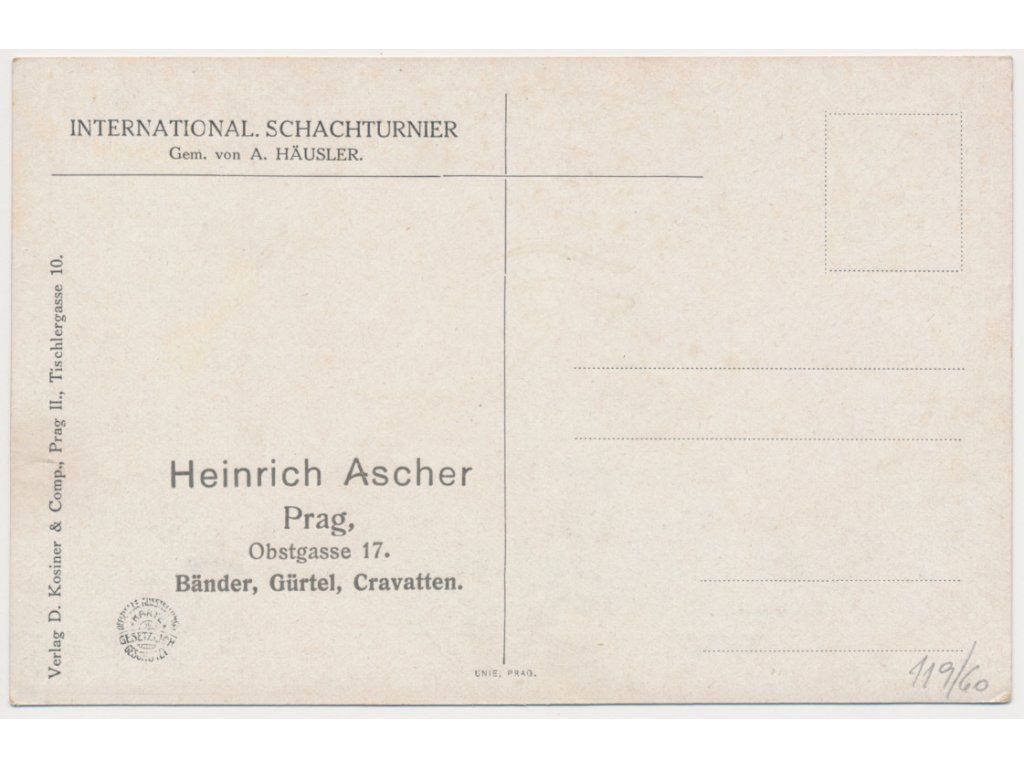 INTERNATIONAL. SCHACHTURNIER
Gem. von A. HÄUSLER.
Verlag D. Kosiner & Comp., Prag II., Tischlergasse 10.
Heinrich Ascher
Prag,
Obstgasse 17.
Bänder, Gürtel, Cravatten.
GESETZLICH
UNIE, PRAG.
119/60